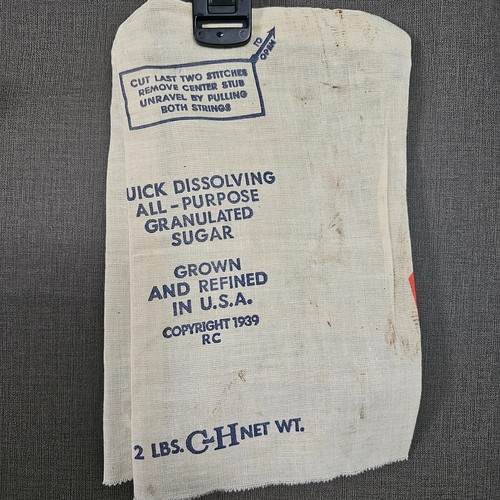 TO
OPEN
CUT LAST TWO STITCHES
REMOVE CENTER STUB
UNRAVEL BY PULLING
BOTH STRINGS
UICK DISSOLVING
ALL-PURPOSE
GRANULATED
SUGAR
GROWN
AND REFINED
IN U.S.A.
COPYRIGHT 1939
RC
2 LBS. C-H NET WT.